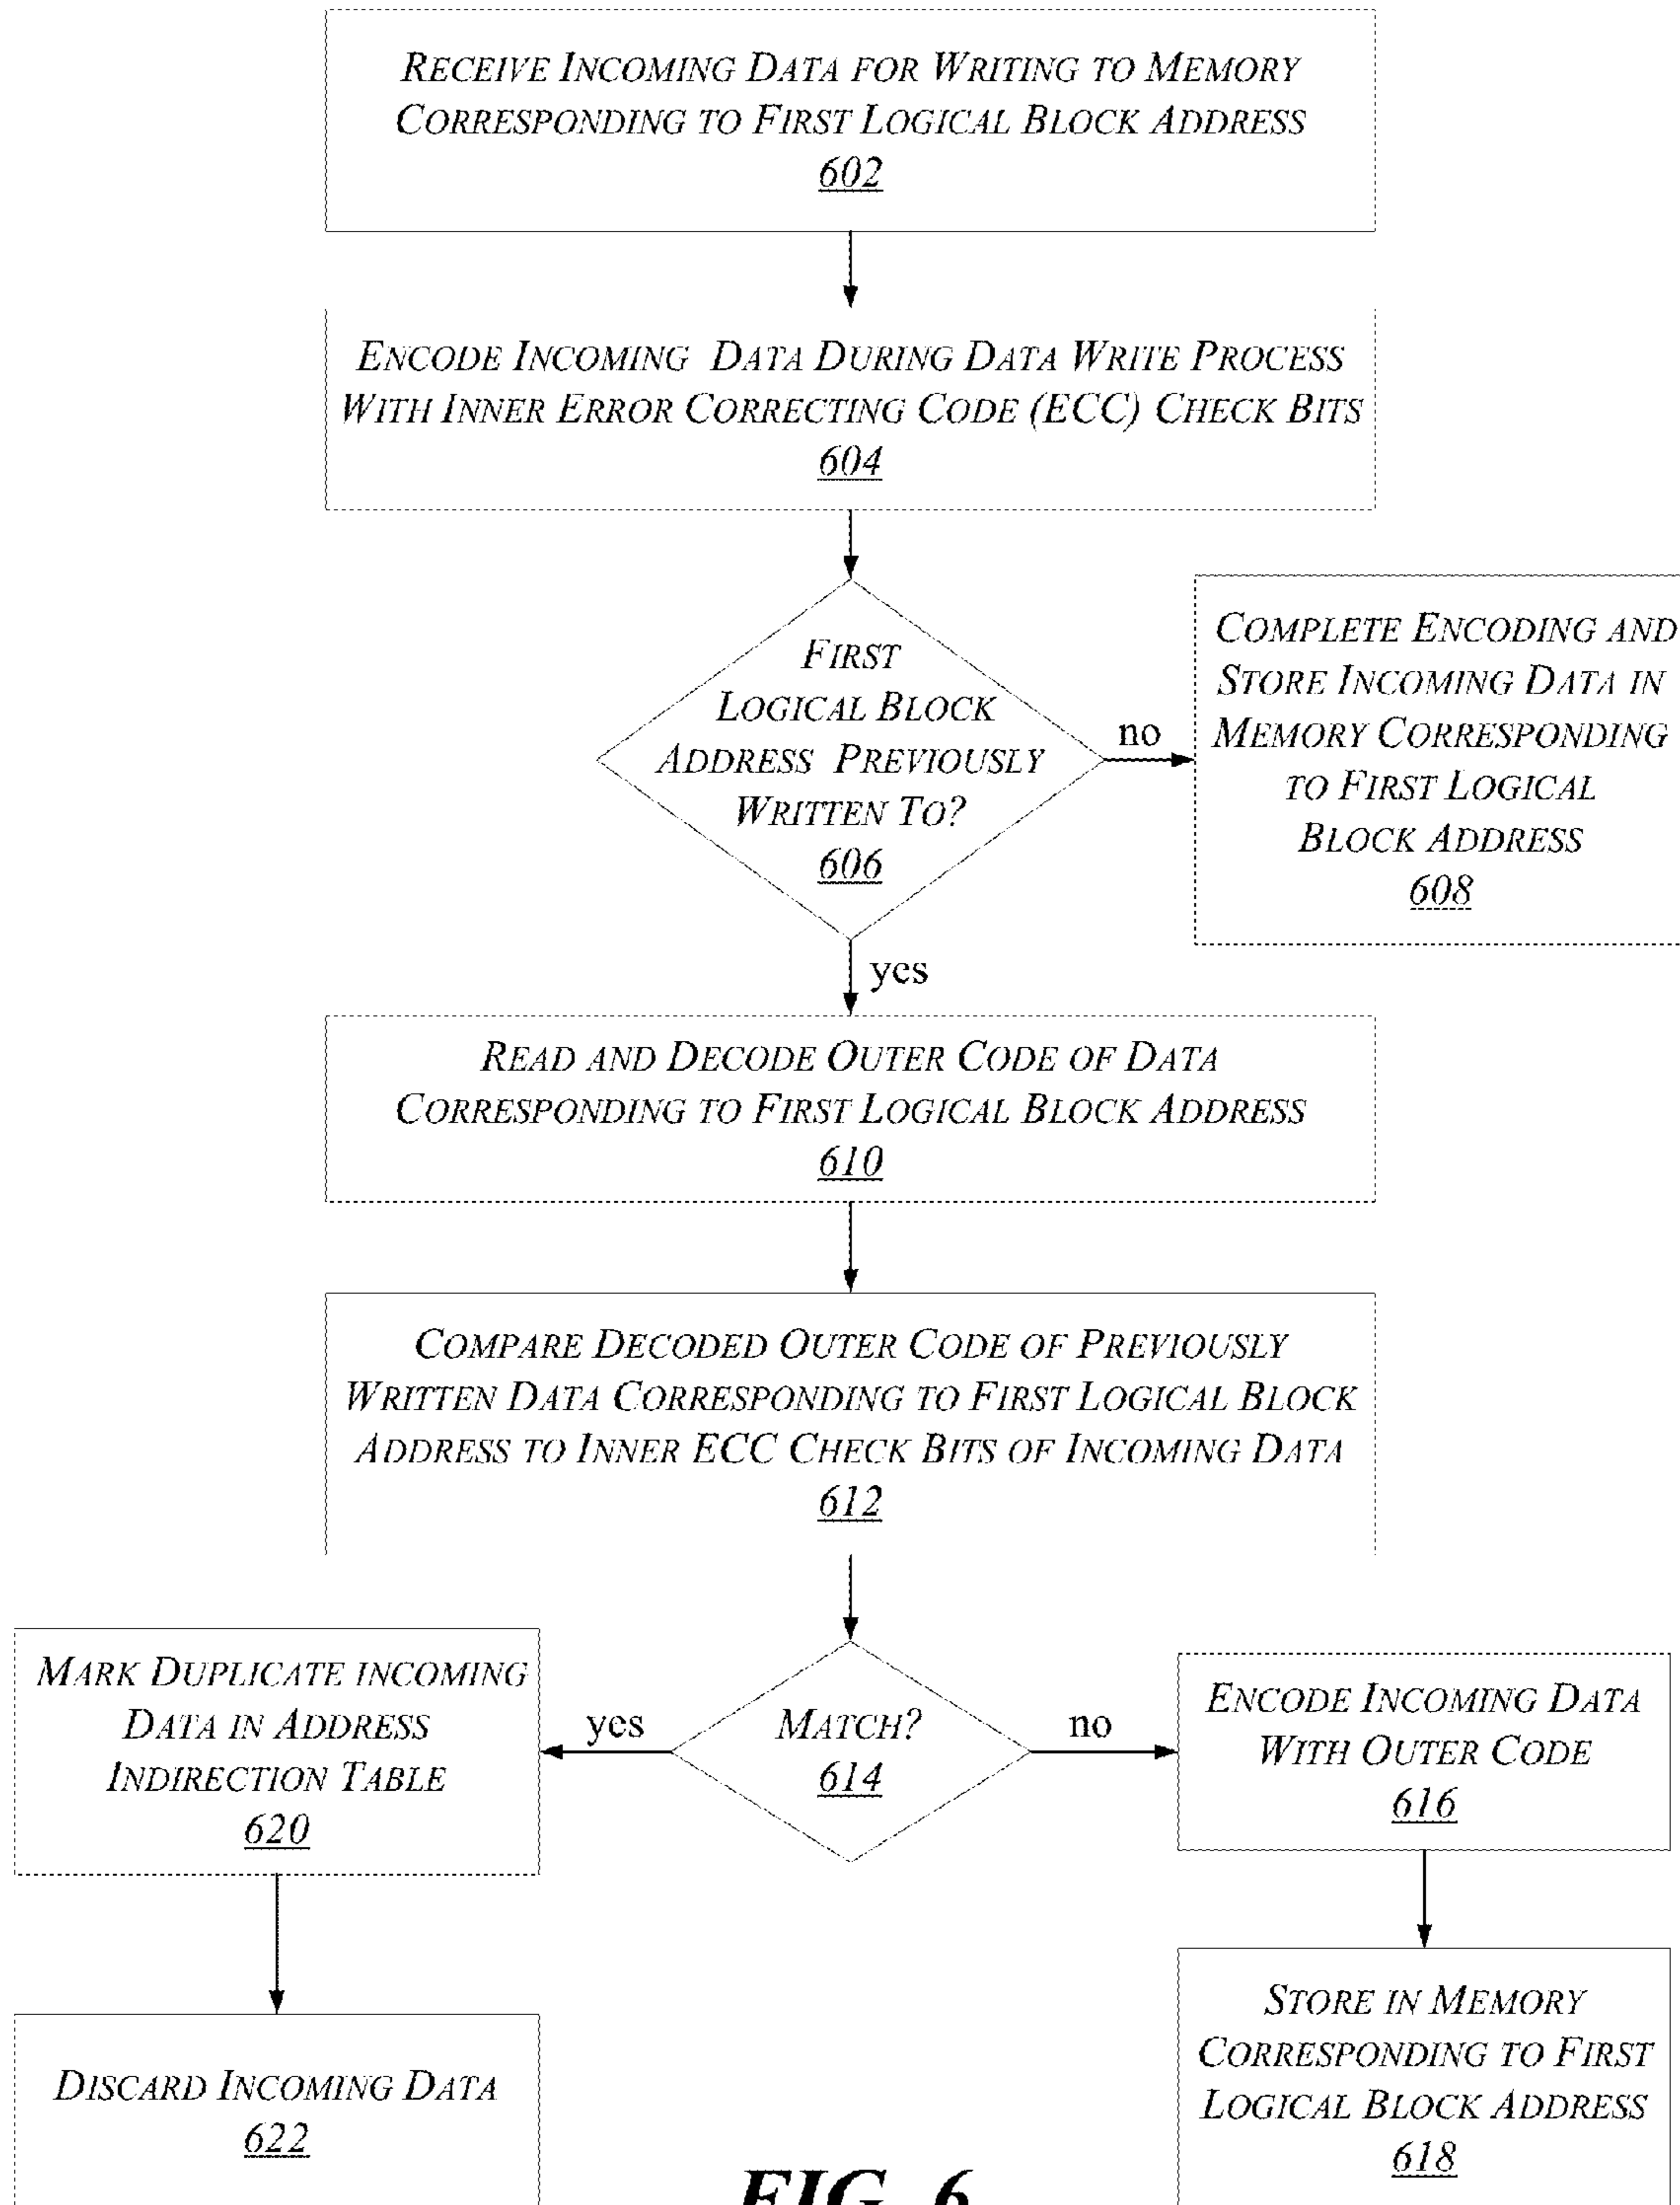 RECEIVE INCOMING DATA FOR WRITING TO MEMORY
CORRESPONDING TO FIRST LOGICAL BLOCK ADDRESS
602
ENCODE INCOMING DATA DURING DATA WRITE PROCESS
WITH INNER ERROR CORRECTING CODE (ECC) CHECK BITS
604
FIRST
LOGICAL BLOCK
ADDRESS PREVIOUSLY
WRITTEN TO?
606
no
COMPLETE ENCODING AND
STORE INCOMING DATA IN
MEMORY CORRESPONDING
TO FIRST LOGICAL
BLOCK ADDRESS
608
yes
READ AND DECODE OUTER CODE OF DATA
CORRESPONDING TO FIRST LOGICAL BLOCK ADDRESS
610
COMPARE DECODED OUTER CODE OF PREVIOUSLY
WRITTEN DATA CORRESPONDING TO FIRST LOGICAL BLOCK
ADDRESS TO INNER ECC CHECK BITS OF INCOMING DATA
612
MATCH?
614
yes
MARK DUPLICATE INCOMING
DATA IN ADDRESS
INDIRECTION TABLE
620
no
ENCODE INCOMING DATA
WITH OUTER CODE
616
DISCARD INCOMING DATA
622
STORE IN MEMORY
CORRESPONDING TO FIRST
LOGICAL BLOCK ADDRESS
618
FIG. 6